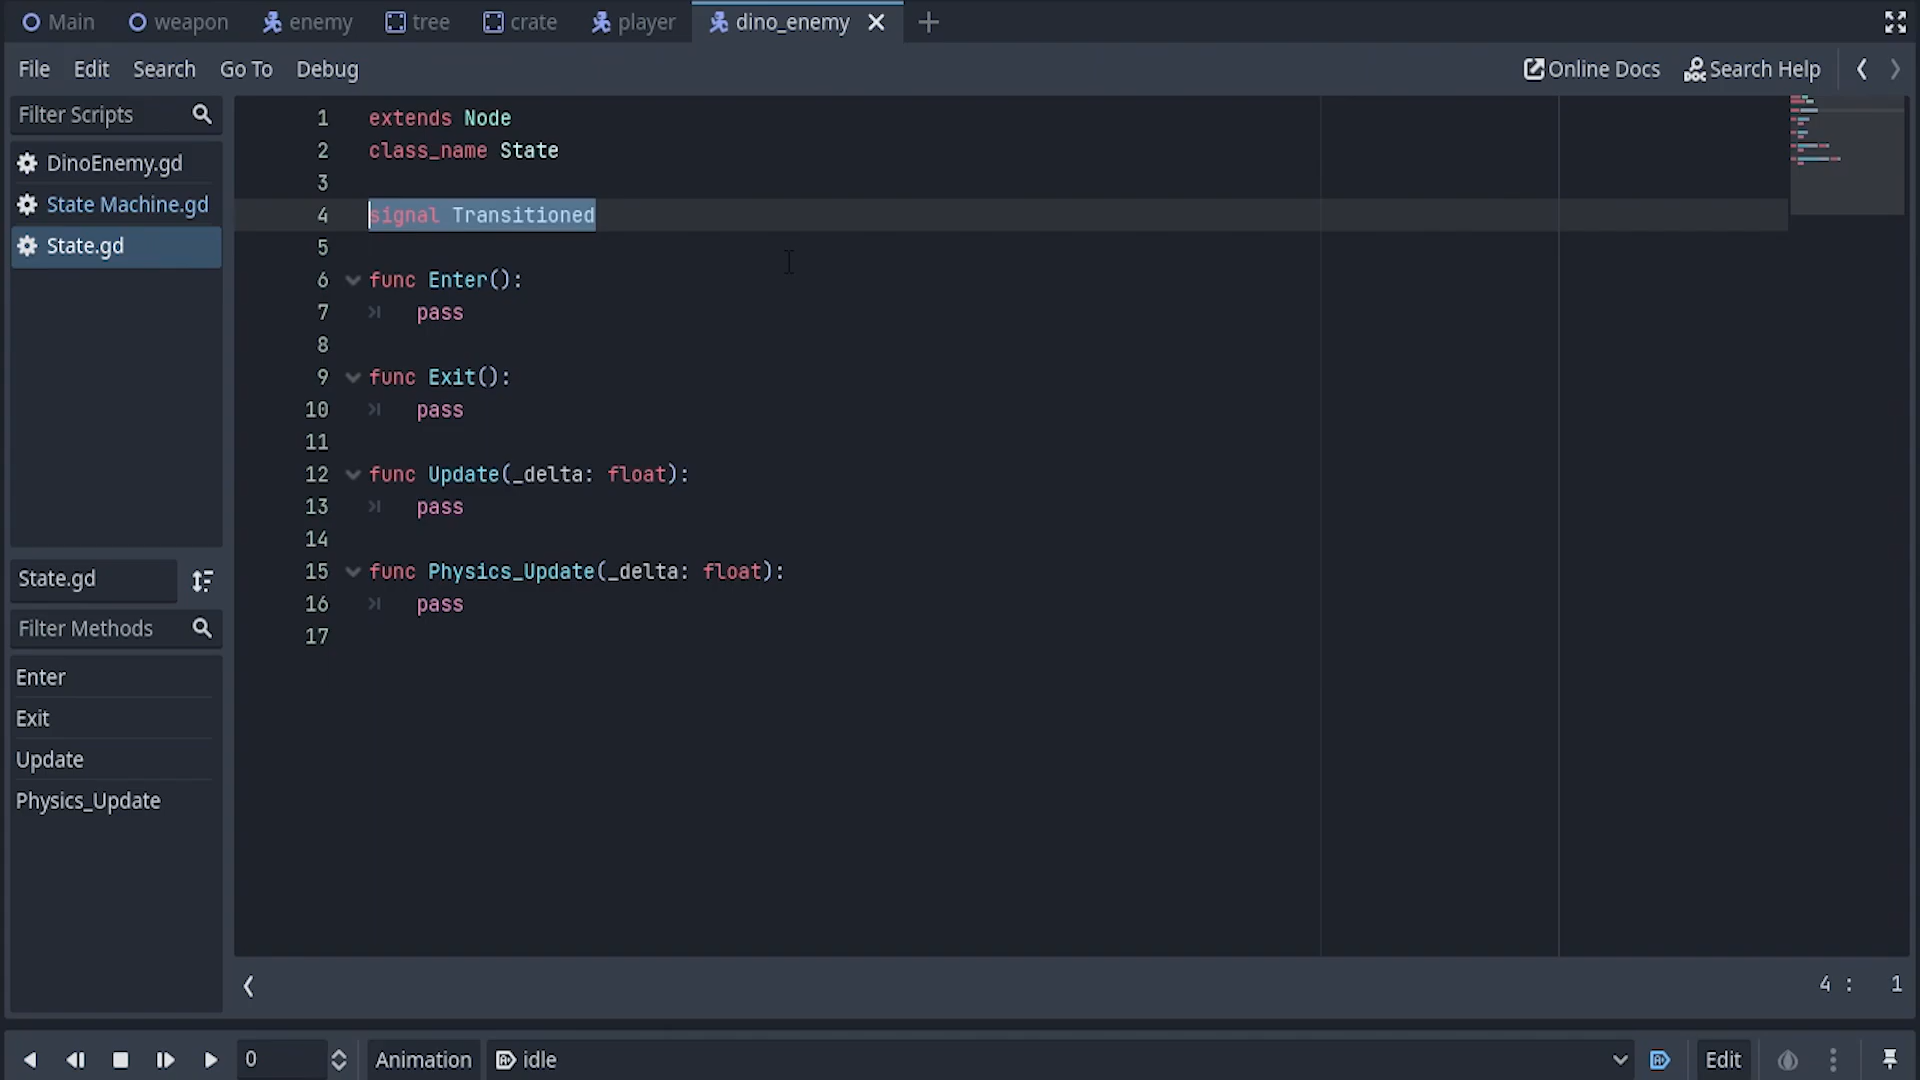 Main weapon enemy tree crate player dino_enemy
File Edit Search Go To Debug Online Docs Search Help
Filter Scripts
DinoEnemy.gd
State Machine.gd
State.gd
State.gd
Filter Methods
Enter
Exit
Update
Physics_Update
1 extends Node
2 class_name State
3
4 signal Transitioned
5
6 func Enter():
7 pass
8
9 func Exit():
10 pass
11
12 func Update(_delta: float):
13 pass
14
15 func Physics_Update(_delta: float):
16 pass
17
4 : 1
0 Animation idle Edit